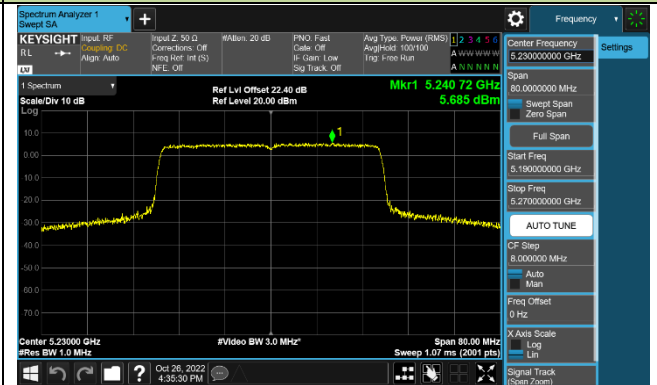 Spectrum Analyzer 1
Swept SA
+
Frequency
KEYSIGHT
RL
Input: RF
Coupling: DC
Align: Auto
Input Z: 50 Ω
Corrections: Off
Freq Ref: Int (S)
NFE: Off
#Atten: 20 dB
PNO: Fast
Gate: Off
IF Gain: Low
Sig Track: Off
Avg Type: Power (RMS)
Avg|Hold: 100/100
Trig: Free Run
1 2 3 4 5 6
A W W W W W
A N N N N N
Settings
1 Spectrum
Scale/Div 10 dB
Log
Ref Lvl Offset 22.40 dB
Ref Level 20.00 dBm
Mkr1 5.240 72 GHz
5.685 dBm
1
10.0
0.00
-10.0
-20.0
-30.0
-40.0
-50.0
-60.0
-70.0
Center 5.23000 GHz
#Res BW 1.0 MHz
#Video BW 3.0 MHz*
Span 80.00 MHz
Sweep 1.07 ms (2001 pts)
Center Frequency
5.230000000 GHz
Span
80.0000000 MHz
Swept Span
Zero Span
Full Span
Start Freq
5.190000000 GHz
Stop Freq
5.270000000 GHz
AUTO TUNE
CF Step
8.000000 MHz
Auto
Man
Freq Offset
0 Hz
X Axis Scale
Log
Lin
Signal Track
(Span Zoom)
?
Oct 26, 2022
4:35:30 PM